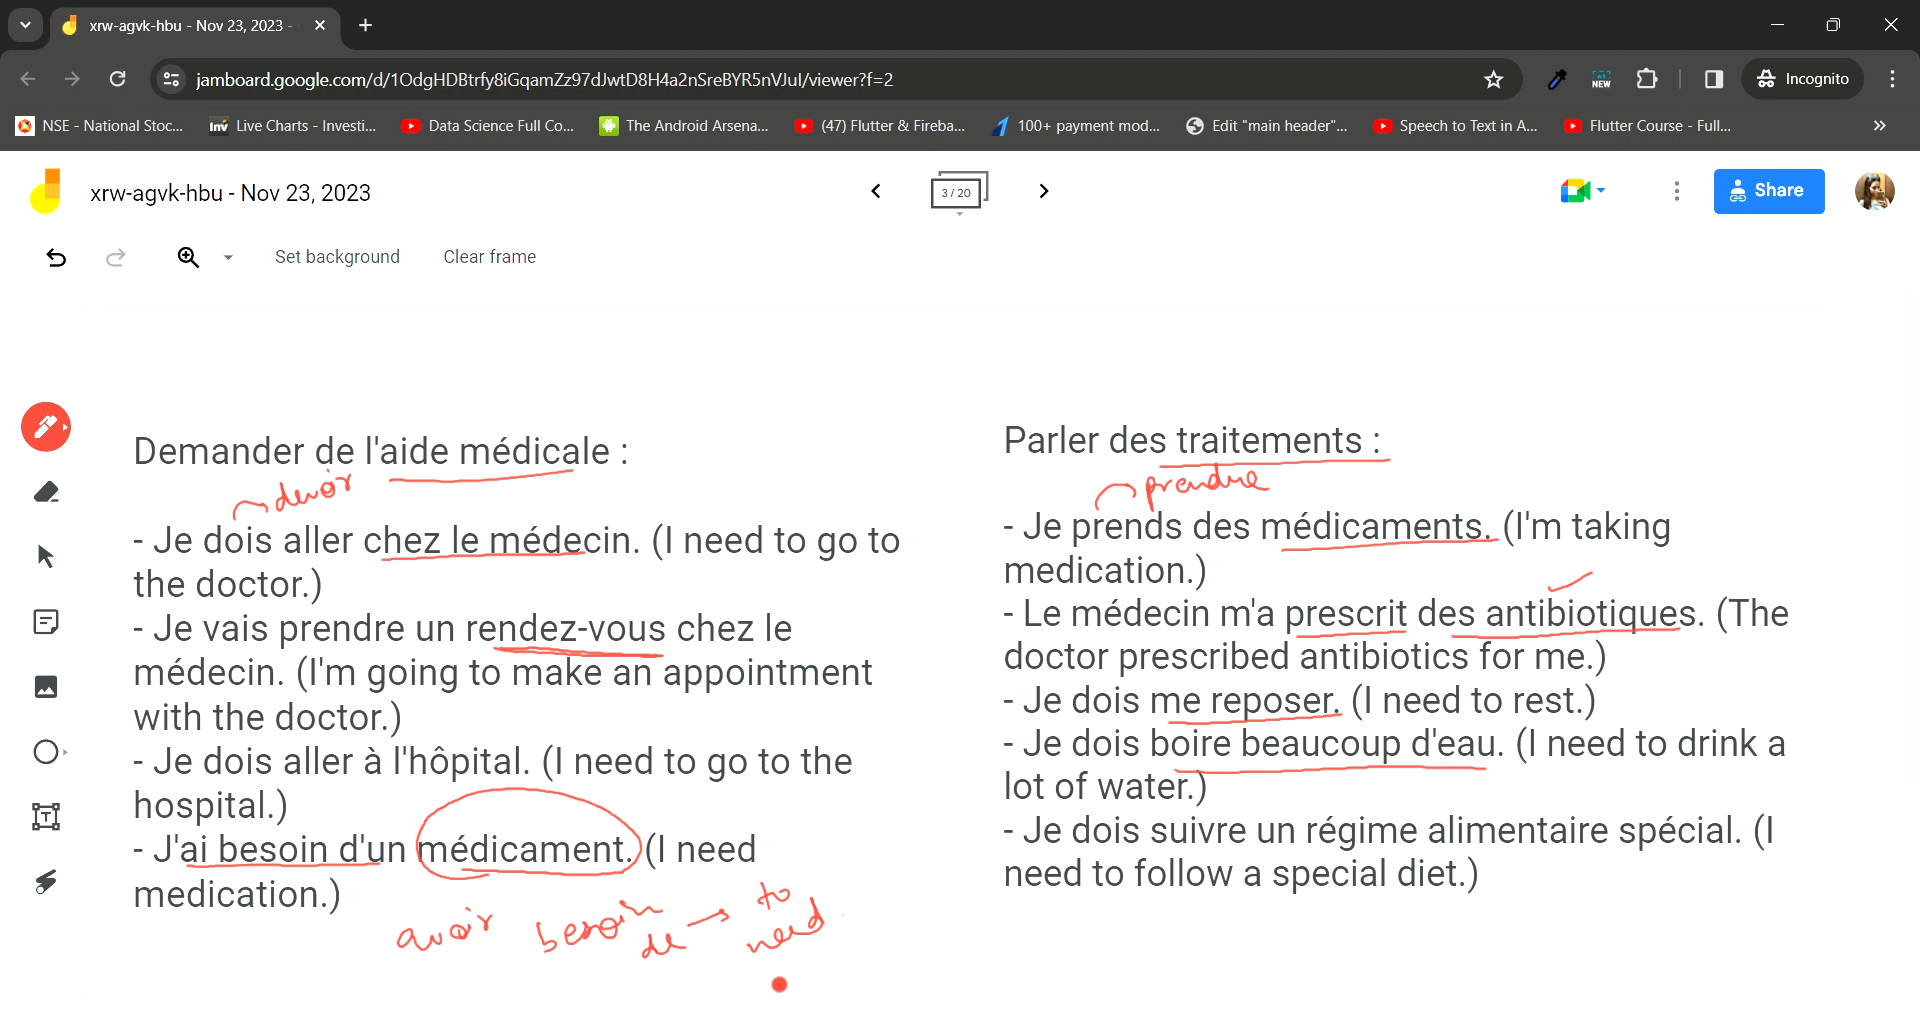 xrw-agvk-hbu - Nov 23, 2023 -
jamboard.google.com/d/1OdgHDBtrfy8iGqamZz97dJwtD8H4a2nSreBYR5nVJuI/viewer?f=2
NEW
Incognito
NSE - National Stoc...
Inv Live Charts - Investi...
Data Science Full Co...
The Android Arsena...
(47) Flutter & Fireba...
100+ payment mod...
Edit "main header"...
Speech to Text in A...
Flutter Course - Full...
xrw-agvk-hbu - Nov 23, 2023
3 / 20
Share
Set background
Clear frame
Demander de l'aide médicale :
devoir
- Je dois aller chez le médecin. (I need to go to
the doctor.)
- Je vais prendre un rendez-vous chez le
médecin. (I'm going to make an appointment
with the doctor.)
- Je dois aller à l'hôpital. (I need to go to the
hospital.)
- J'ai besoin d'un médicament. (I need
medication.)
avoir besoin de → to need
Parler des traitements :
prendre
- Je prends des médicaments. (I'm taking
medication.)
- Le médecin m'a prescrit des antibiotiques. (The
doctor prescribed antibiotics for me.)
- Je dois me reposer. (I need to rest.)
- Je dois boire beaucoup d'eau. (I need to drink a
lot of water.)
- Je dois suivre un régime alimentaire spécial. (I
need to follow a special diet.)